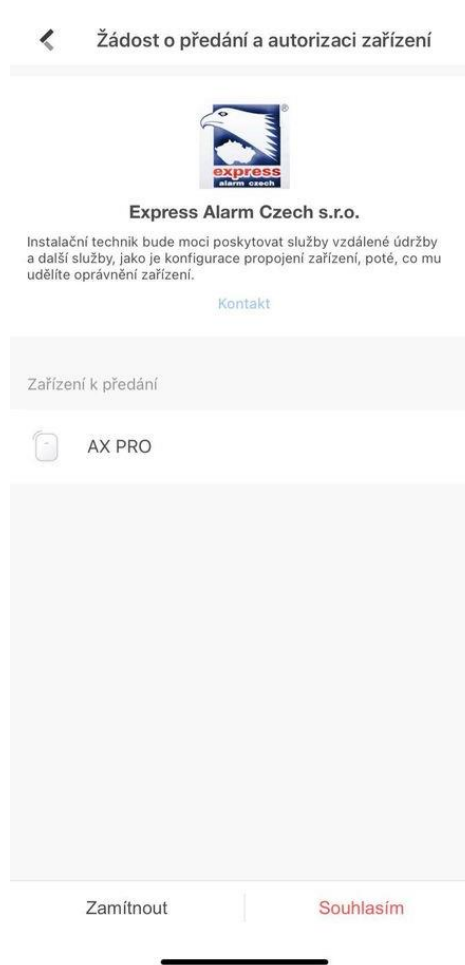 Žádost o předání a autorizaci zařízení
®
express
alarm czech
Express Alarm Czech s.r.o.
Instalační technik bude moci poskytovat služby vzdálené údržby
a další služby, jako je konfigurace propojení zařízení, poté, co mu
udělíte oprávnění zařízení.
Kontakt
Zařízení k předání
AX PRO
Zamítnout
Souhlasím